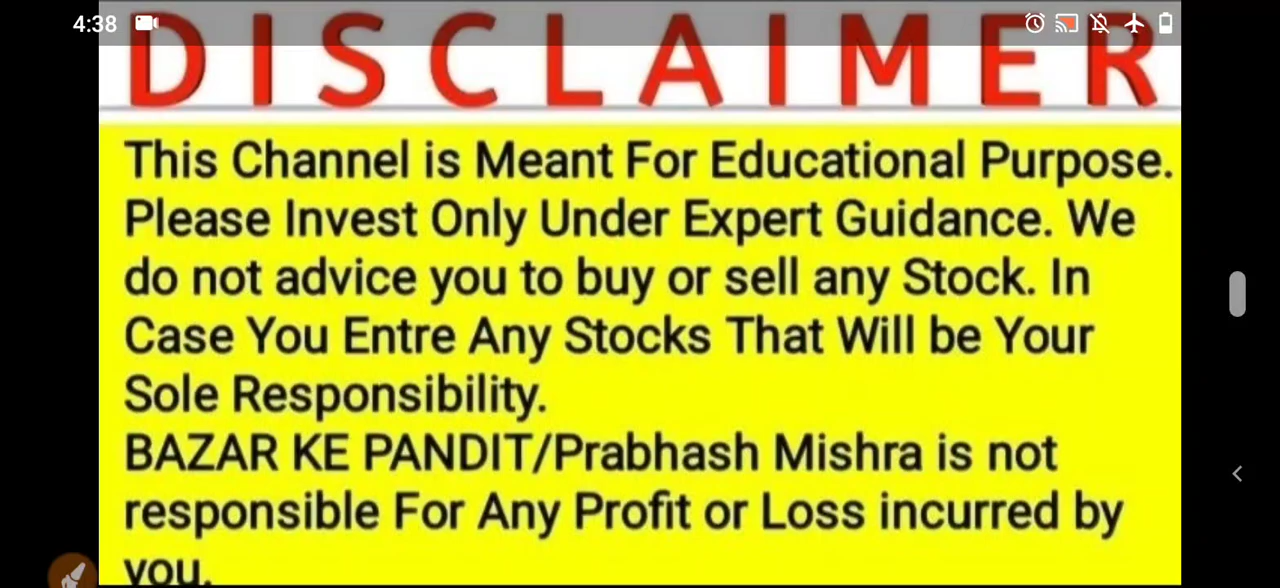 4:38
DISCLAIMER
This Channel is Meant For Educational Purpose.
Please Invest Only Under Expert Guidance. We
do not advice you to buy or sell any Stock. In
Case You Entre Any Stocks That Will be Your
Sole Responsibility.
BAZAR KE PANDIT/Prabhash Mishra is not
responsible For Any Profit or Loss incurred by
you.